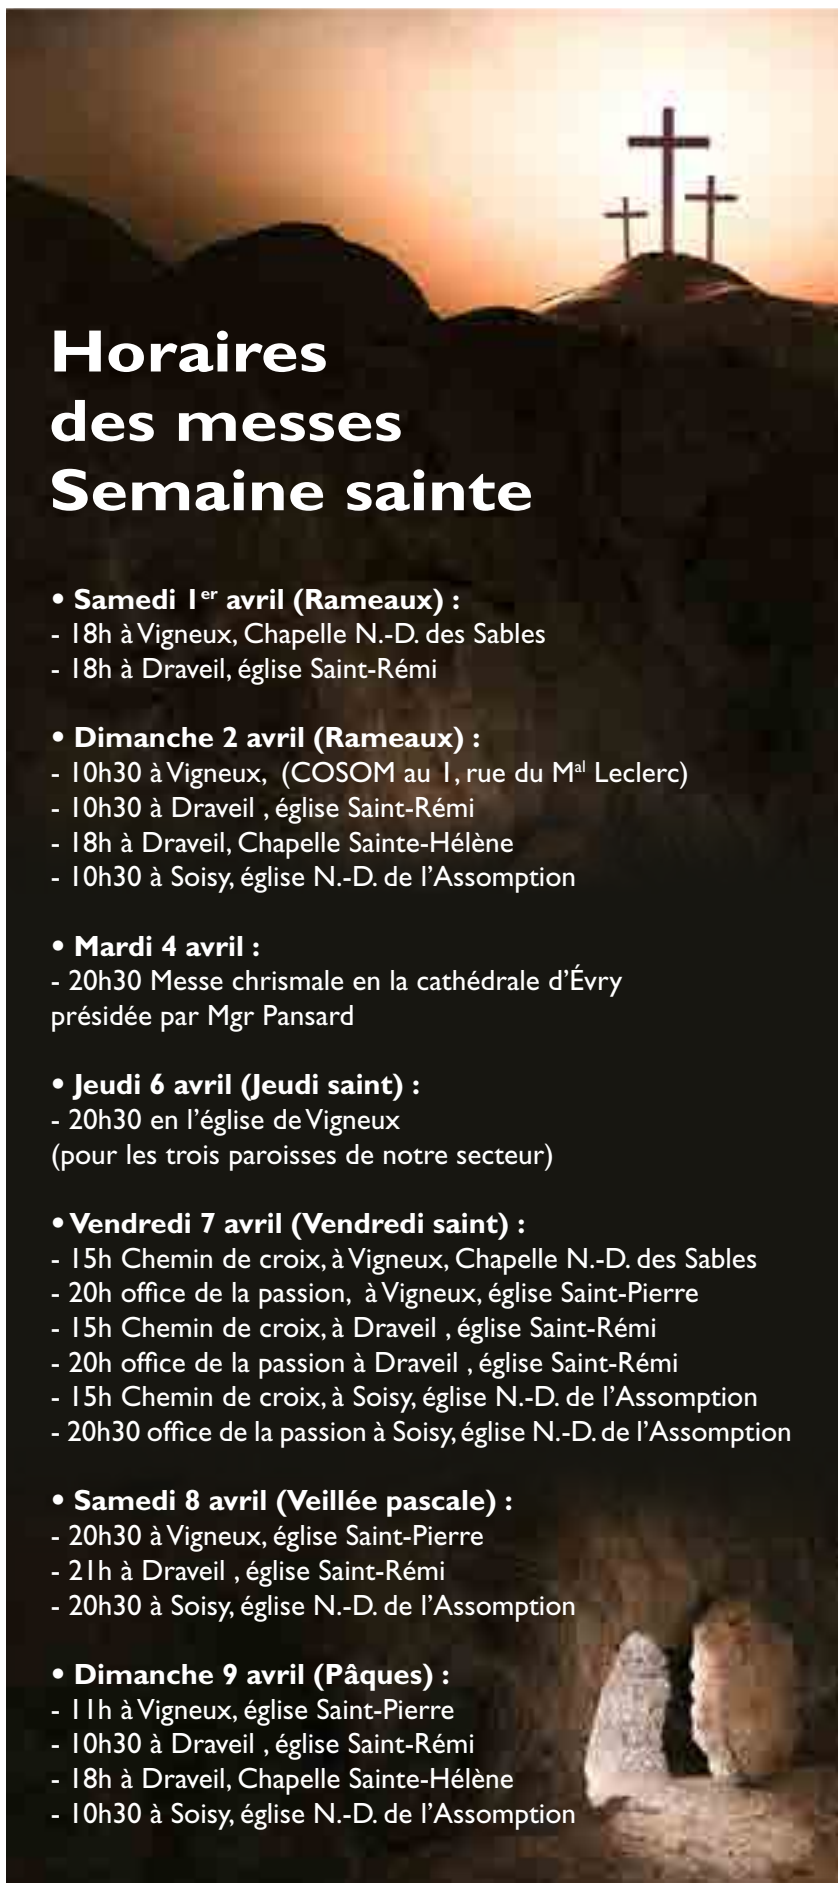 Horaires
des messes
Semaine sainte
• Samedi 1er avril (Rameaux) :
- 18h à Vigneux, Chapelle N.-D. des Sables
- 18h à Draveil, église Saint-Rémi
• Dimanche 2 avril (Rameaux) :
- 10h30 à Vigneux, (COSOM au 1, rue du Mal Leclerc)
- 10h30 à Draveil , église Saint-Rémi
- 18h à Draveil, Chapelle Sainte-Hélène
- 10h30 à Soisy, église N.-D. de l’Assomption
• Mardi 4 avril :
- 20h30 Messe chrismale en la cathédrale d’Évry
présidée par Mgr Pansard
• Jeudi 6 avril (Jeudi saint) :
- 20h30 en l’église de Vigneux
(pour les trois paroisses de notre secteur)
• Vendredi 7 avril (Vendredi saint) :
- 15h Chemin de croix, à Vigneux, Chapelle N.-D. des Sables
- 20h office de la passion, à Vigneux, église Saint-Pierre
- 15h Chemin de croix, à Draveil , église Saint-Rémi
- 20h office de la passion à Draveil , église Saint-Rémi
- 15h Chemin de croix, à Soisy, église N.-D. de l’Assomption
- 20h30 office de la passion à Soisy, église N.-D. de l’Assomption
• Samedi 8 avril (Veillée pascale) :
- 20h30 à Vigneux, église Saint-Pierre
- 21h à Draveil , église Saint-Rémi
- 20h30 à Soisy, église N.-D. de l’Assomption
• Dimanche 9 avril (Pâques) :
- 11h à Vigneux, église Saint-Pierre
- 10h30 à Draveil , église Saint-Rémi
- 18h à Draveil, Chapelle Sainte-Hélène
- 10h30 à Soisy, église N.-D. de l’Assomption